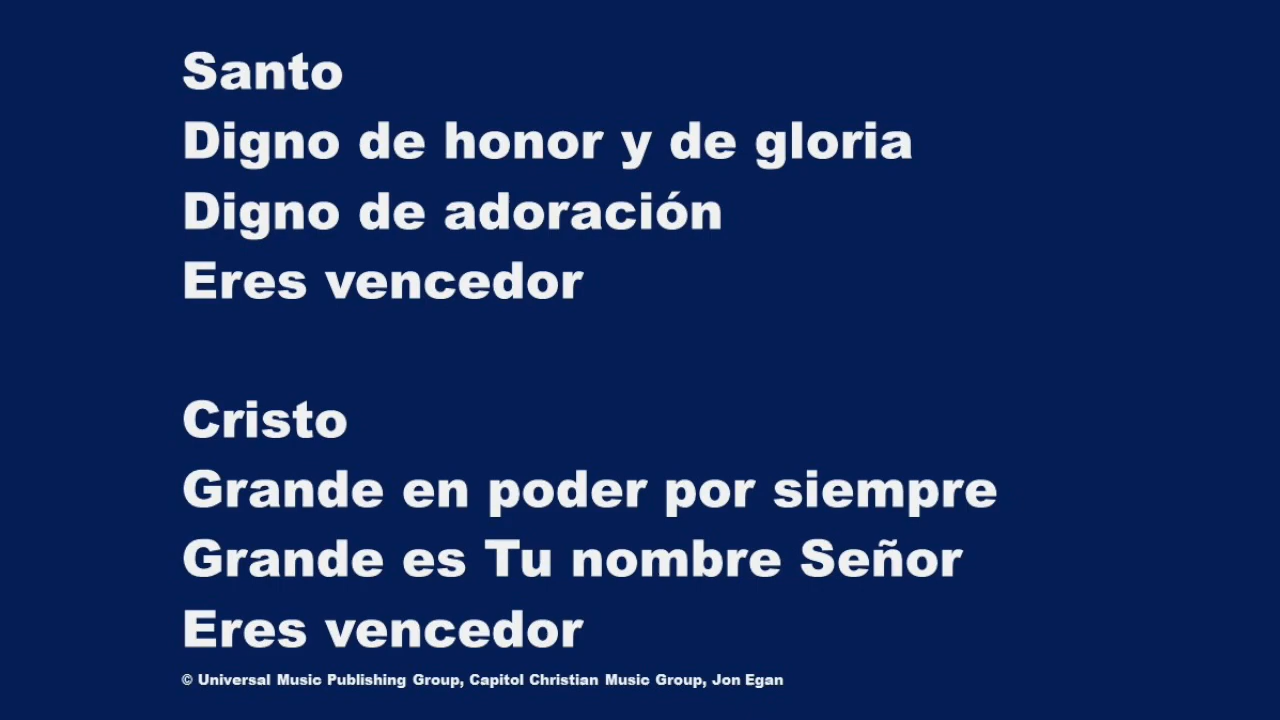 Santo
Digno de honor y de gloria
Digno de adoración
Eres vencedor
Cristo
Grande en poder por siempre
Grande es Tu nombre Señor
Eres vencedor
© Universal Music Publishing Group, Capitol Christian Music Group, Jon Egan